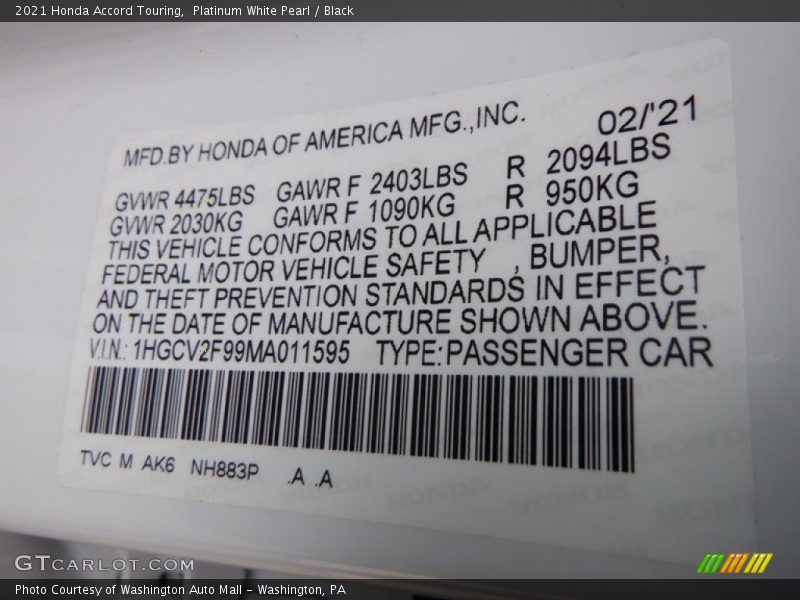 2021 Honda Accord Touring,  Platinum White Pearl / Black
MFD.BY HONDA OF AMERICA MFG.,INC. 02/'21
GVWR 4475LBS GAWR F 2403LBS R 2094LBS
GVWR 2030KG GAWR F 1090KG R 950KG
THIS VEHICLE CONFORMS TO ALL APPLICABLE
FEDERAL MOTOR VEHICLE SAFETY , BUMPER,
AND THEFT PREVENTION STANDARDS IN EFFECT
ON THE DATE OF MANUFACTURE SHOWN ABOVE.
V.I.N.: 1HGCV2F99MA011595 TYPE:PASSENGER CAR
TVC M AK6 NH883P .A .A
GTCARLOT.COM
Photo Courtesy of Washington Auto Mall – Washington, PA